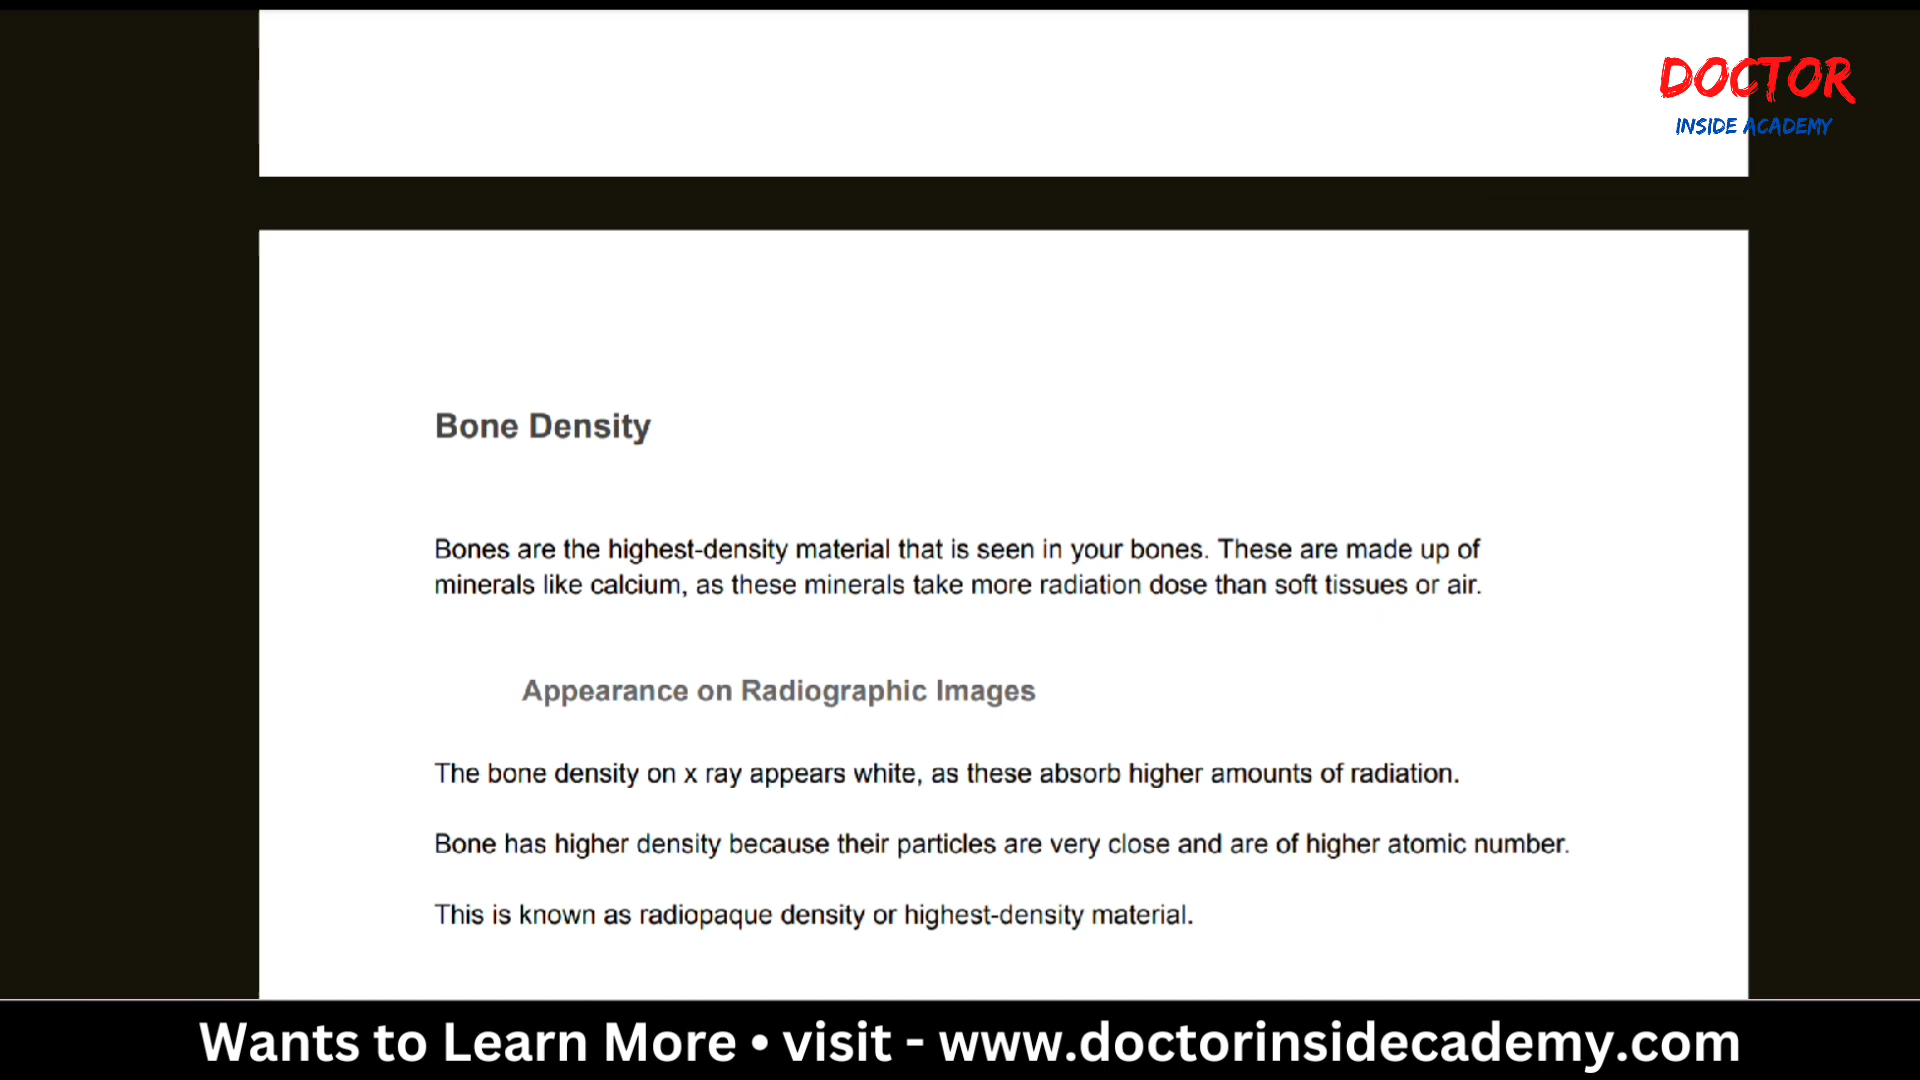 DOCTOR
INSIDE ACADEMY
Bone Density
Bones are the highest-density material that is seen in your bones. These are made up of
minerals like calcium, as these minerals take more radiation dose than soft tissues or air.
Appearance on Radiographic Images
The bone density on x ray appears white, as these absorb higher amounts of radiation.
Bone has higher density because their particles are very close and are of higher atomic number.
This is known as radiopaque density or highest-density material.
Wants to Learn More • visit - www.doctorinsidecademy.com